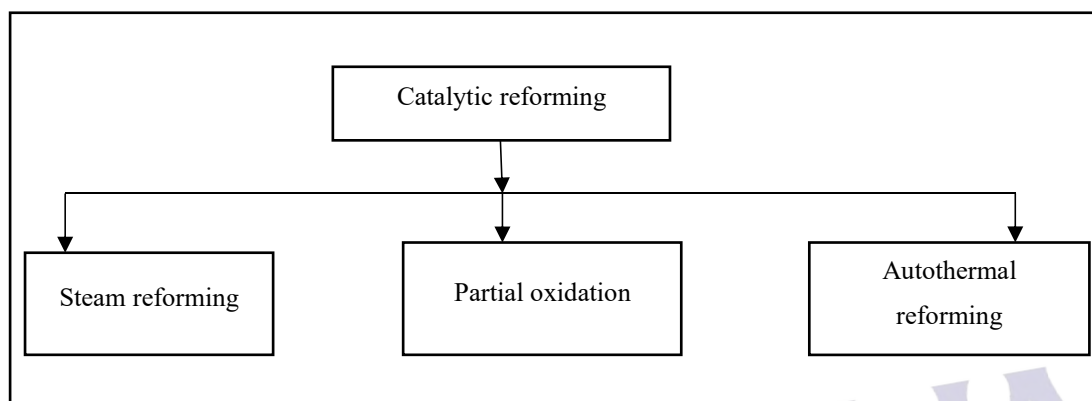 Catalytic reforming
Steam reforming
Partial oxidation
Autothermal
reforming